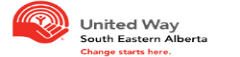 United Way
South Eastern Alberta
Change starts here.